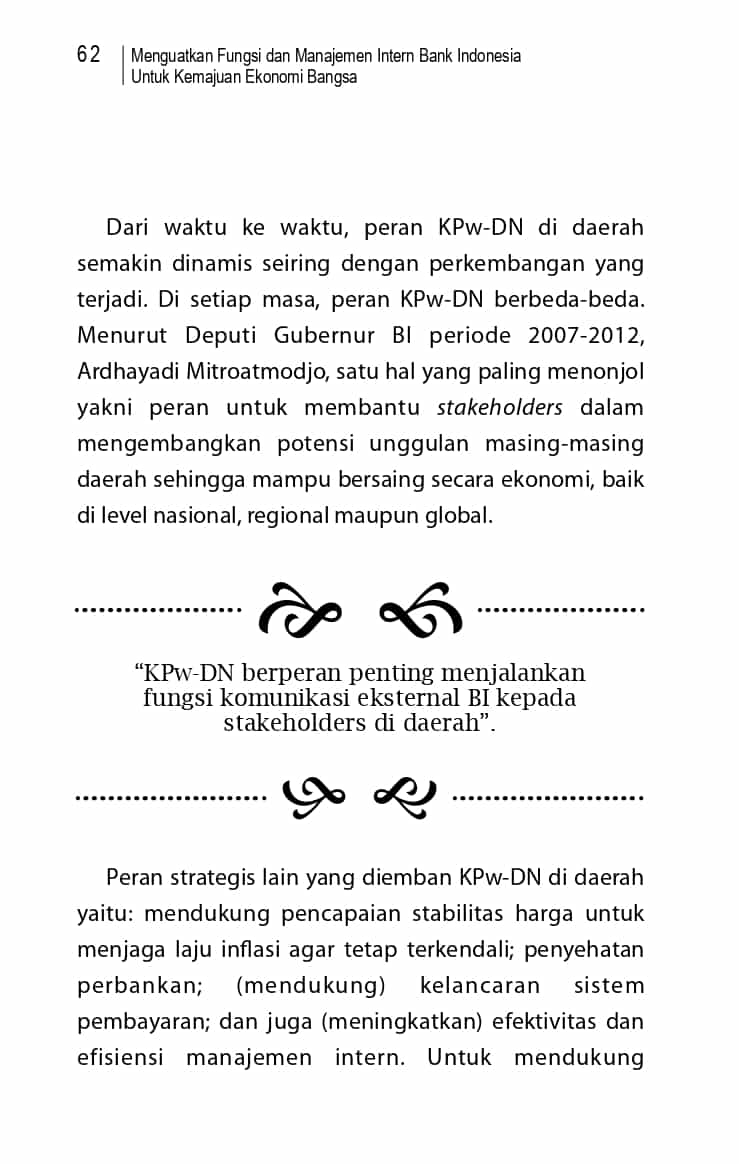 62
Menguatkan Fungsi dan Manajemen Intern Bank Indonesia
Untuk Kemajuan Ekonomi Bangsa
Dari waktu ke waktu, peran KPw-DN di daerah
semakin dinamis seiring dengan perkembangan yang
terjadi. Di setiap masa, peran KPw-DN berbeda-beda.
Menurut Deputi Gubernur BI periode 2007-2012,
Ardhayadi Mitroatmodjo, satu hal yang paling menonjol
yakni peran untuk membantu stakeholders dalam
mengembangkan potensi unggulan masing-masing
daerah sehingga mampu bersaing secara ekonomi, baik
di level nasional, regional maupun global.
“KPw-DN berperan penting menjalankan
fungsi komunikasi eksternal BI kepada
stakeholders di daerah”.
Peran strategis lain yang diemban KPw-DN di daerah
yaitu: mendukung pencapaian stabilitas harga untuk
menjaga laju inflasi agar tetap terkendali; penyehatan
perbankan; (mendukung) kelancaran sistem
pembayaran; dan juga (meningkatkan) efektivitas dan
efisiensi manajemen intern. Untuk mendukung